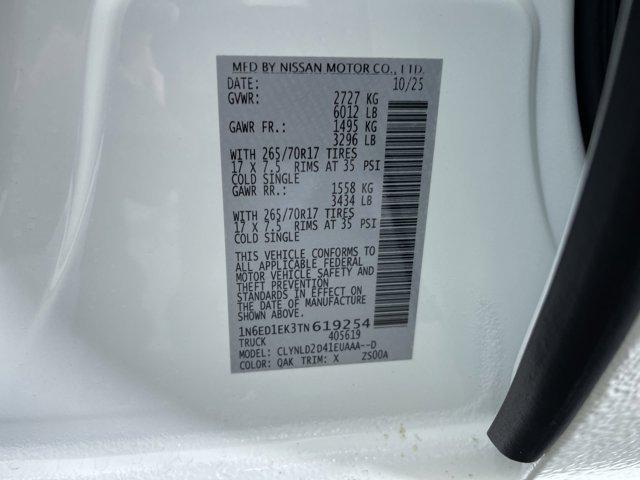 MFD BY NISSAN MOTOR CO., LTD.
DATE: 10/25
GVWR: 2727 KG
6012 LB
GAWR FR.: 1495 KG
3296 LB
WITH 265/70R17 TIRES
17 X 7.5 RIMS AT 35 PSI
COLD SINGLE
GAWR RR.: 1558 KG
3434 LB
WITH 265/70R17 TIRES
17 X 7.5 RIMS AT 35 PSI
COLD SINGLE
THIS VEHICLE CONFORMS TO
ALL APPLICABLE FEDERAL
MOTOR VEHICLE SAFETY AND
THEFT PREVENTION
STANDARDS IN EFFECT ON
THE DATE OF MANUFACTURE
SHOWN ABOVE.
1N6ED1EK3TN619254
TRUCK 405619
MODEL: CLYNLD2D41EUAAA--D
COLOR: QAK TRIM: X ZS00A